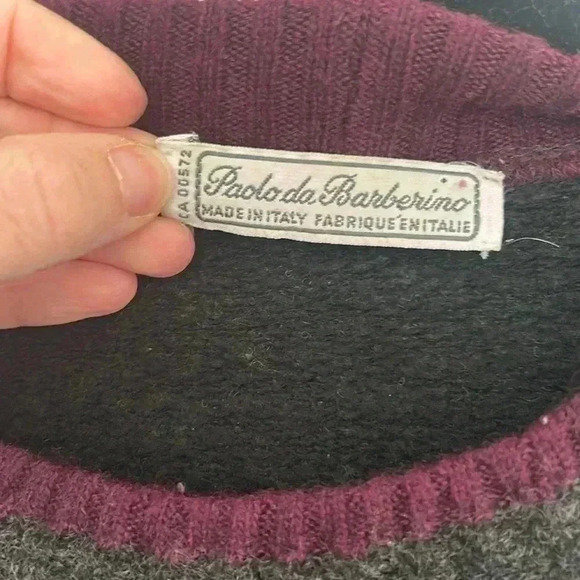 CA 00572
Paolo da Barberino
MADE IN ITALY FABRIQUÉ EN ITALIE